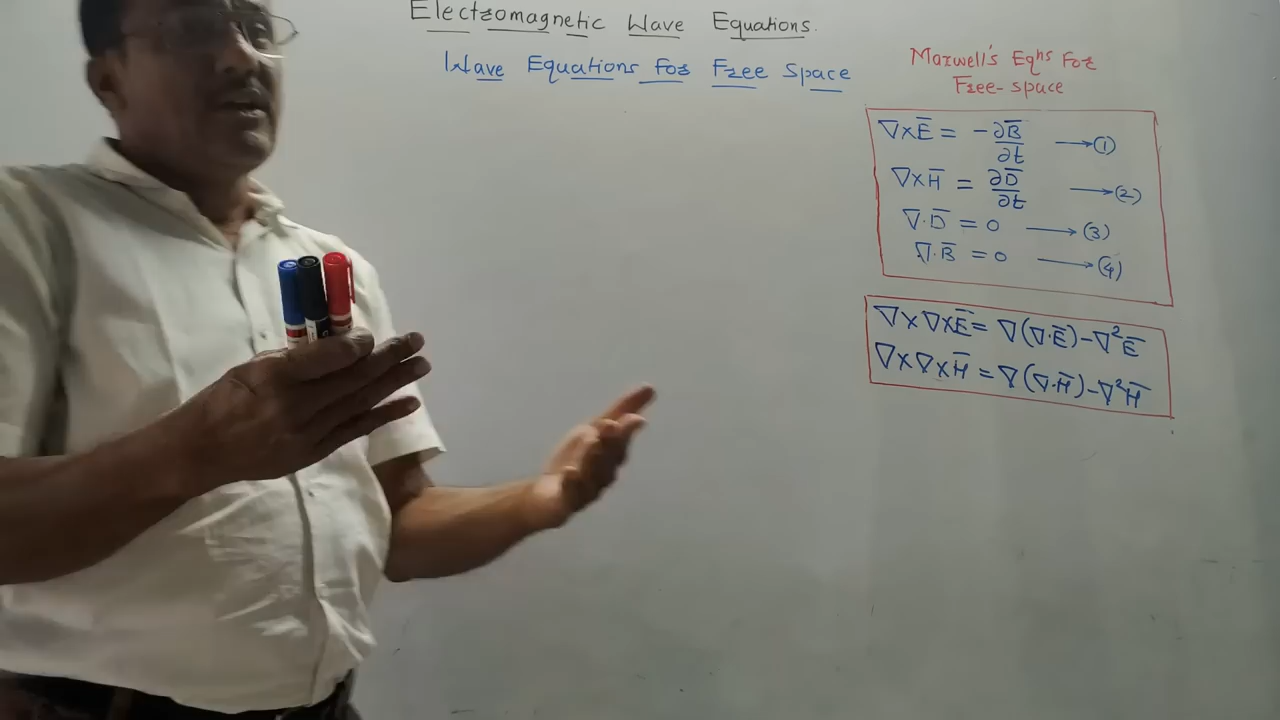 Electromagnetic Wave Equations.
Wave Equations for Free Space
Maxwell's Eqns For
Free-space
∇×E̅ = -∂B̅/∂t → (1)
∇×H̅ = ∂D̅/∂t → (2)
∇·D̅ = 0 → (3)
∇·B̅ = 0 → (4)
∇×∇×E̅ = ∇(∇·E̅)-∇²E̅
∇×∇×H̅ = ∇(∇·H̅)-∇²H̅